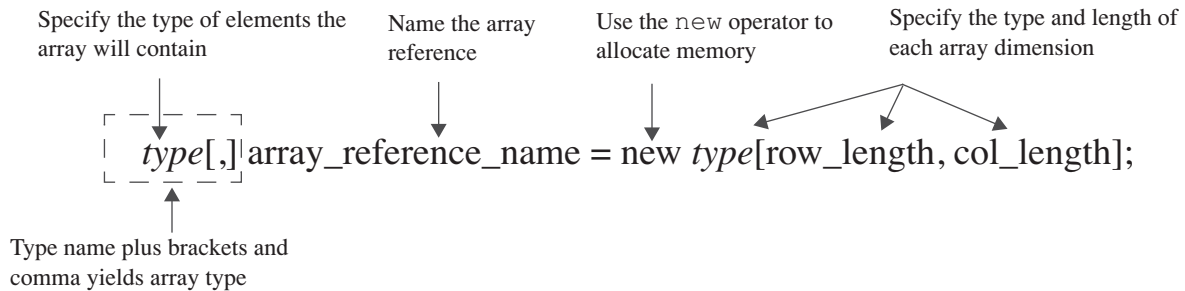 Specify the type of elements the
array will contain
Name the array
reference
Use the new operator to
allocate memory
Specify the type and length of
each array dimension
type[,] array_reference_name = new type[row_length, col_length];
Type name plus brackets and
comma yields array type